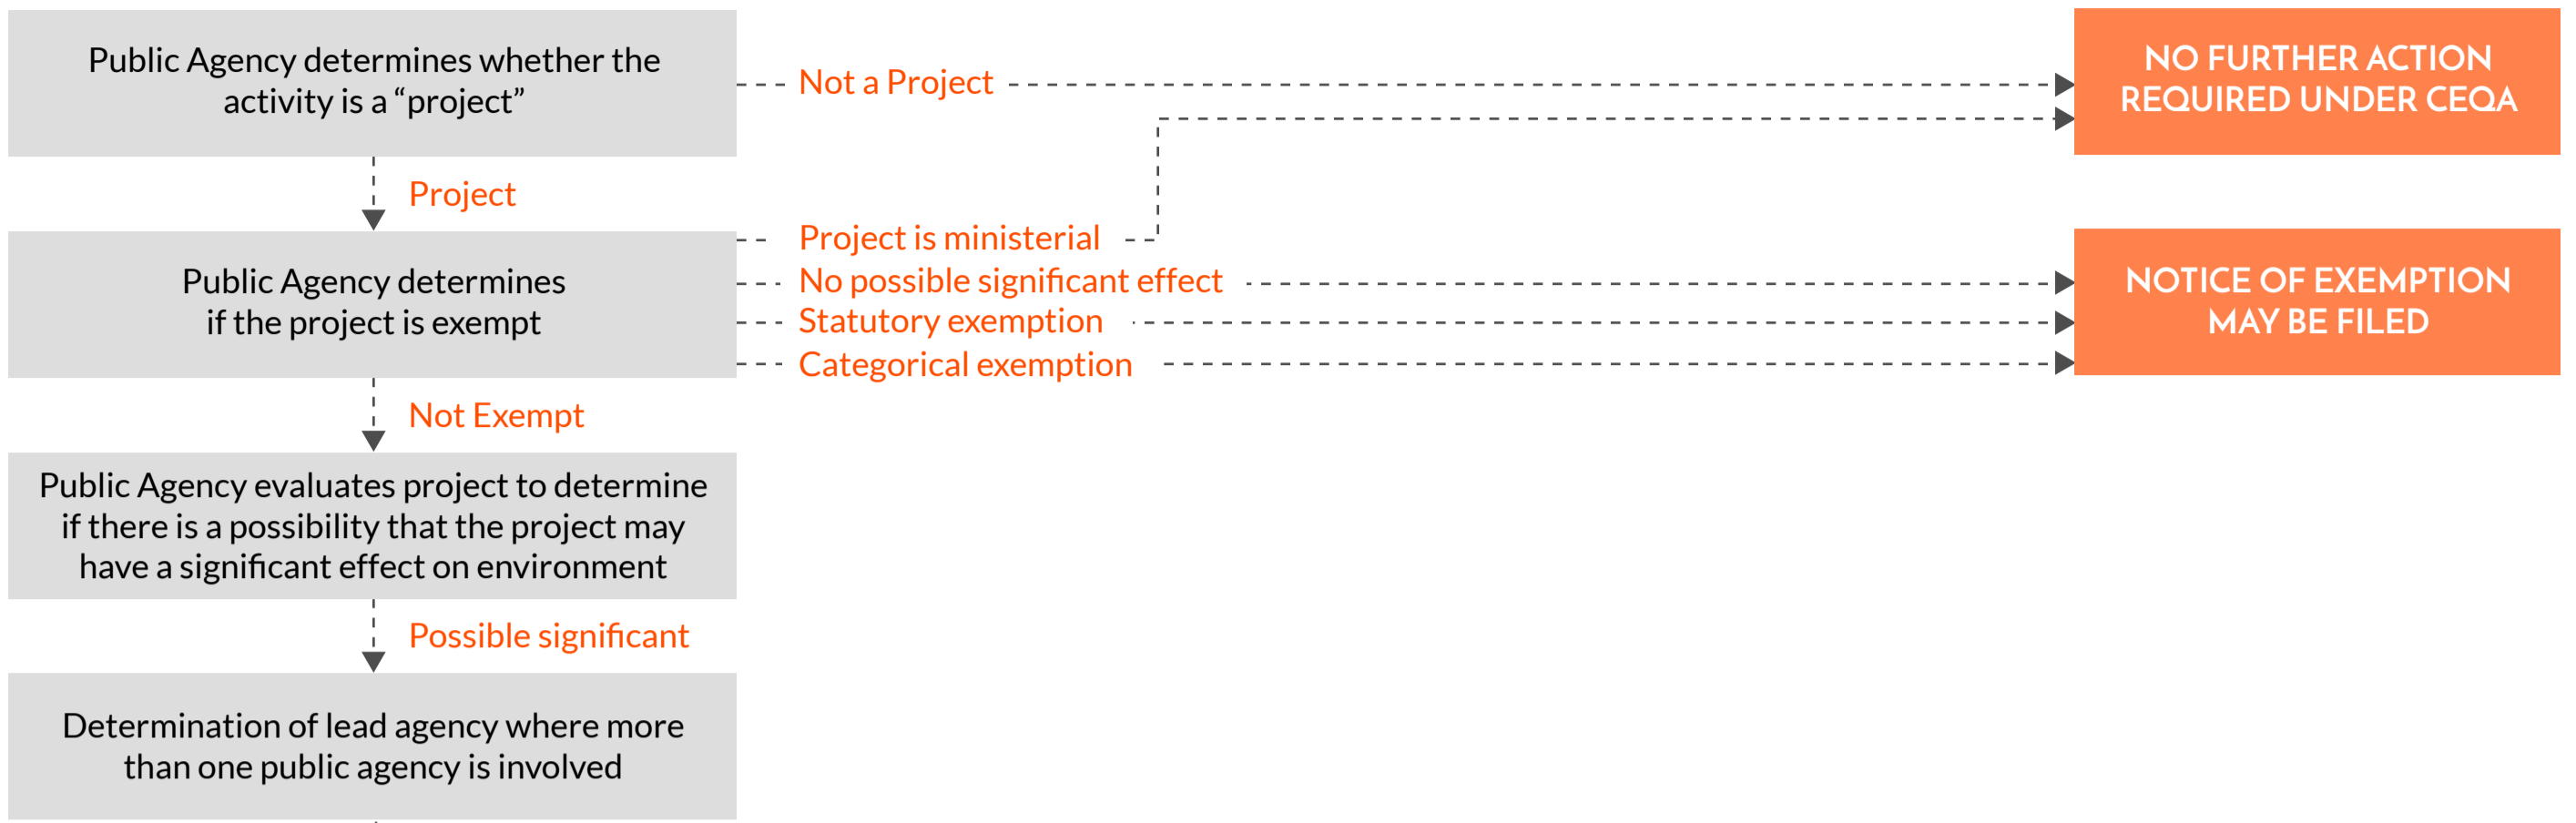 Public Agency determines whether the
activity is a “project”
Not a Project
NO FURTHER ACTION
REQUIRED UNDER CEQA
Project
Public Agency determines
if the project is exempt
Project is ministerial
No possible significant effect
Statutory exemption
Categorical exemption
NOTICE OF EXEMPTION
MAY BE FILED
Not Exempt
Public Agency evaluates project to determine
if there is a possibility that the project may
have a significant effect on environment
Possible significant
Determination of lead agency where more
than one public agency is involved